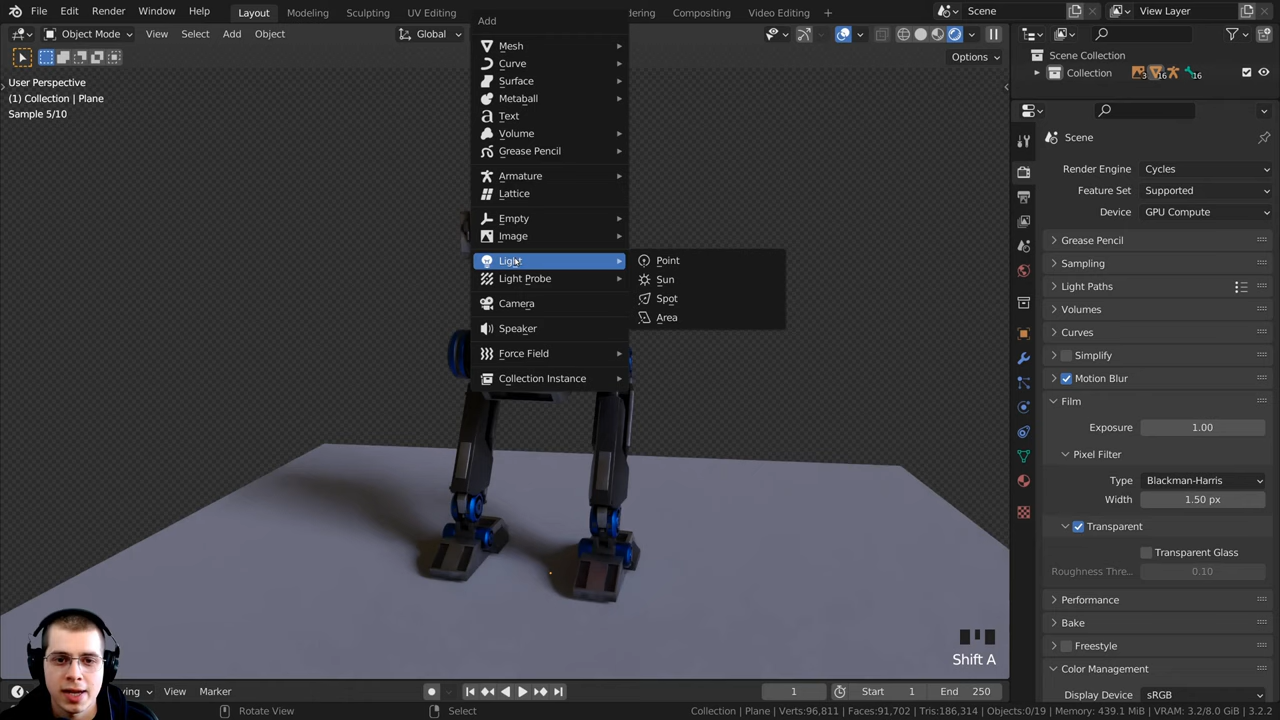 File Edit Render Window Help Layout Modeling Sculpting UV Editing Compositing Video Editing + Scene View Layer
Object Mode View Select Add Object Global Options
User Perspective
(1) Collection | Plane
Sample 5/10
Add
Mesh
Curve
Surface
Metaball
Text
Volume
Grease Pencil
Armature
Lattice
Empty
Image
Light
Light Probe
Camera
Speaker
Force Field
Collection Instance
Point
Sun
Spot
Area
Scene Collection
Collection 3 16 16
Scene
Render Engine Cycles
Feature Set Supported
Device GPU Compute
Grease Pencil
Sampling
Light Paths
Volumes
Curves
Simplify
Motion Blur
Film
Exposure 1.00
Pixel Filter
Type Blackman-Harris
Width 1.50 px
Transparent
Transparent Glass
Roughness Thre... 0.10
Performance
Bake
Freestyle
Color Management
Display Device sRGB
Shift A
View Marker 1 Start 1 End 250
Rotate View Select Collection | Plane | Verts:96,811 | Faces:91,702 | Tris:186,314 | Objects:0/19 | Memory: 439.1 MiB | VRAM: 3.2/8.0 GiB | 3.2.2